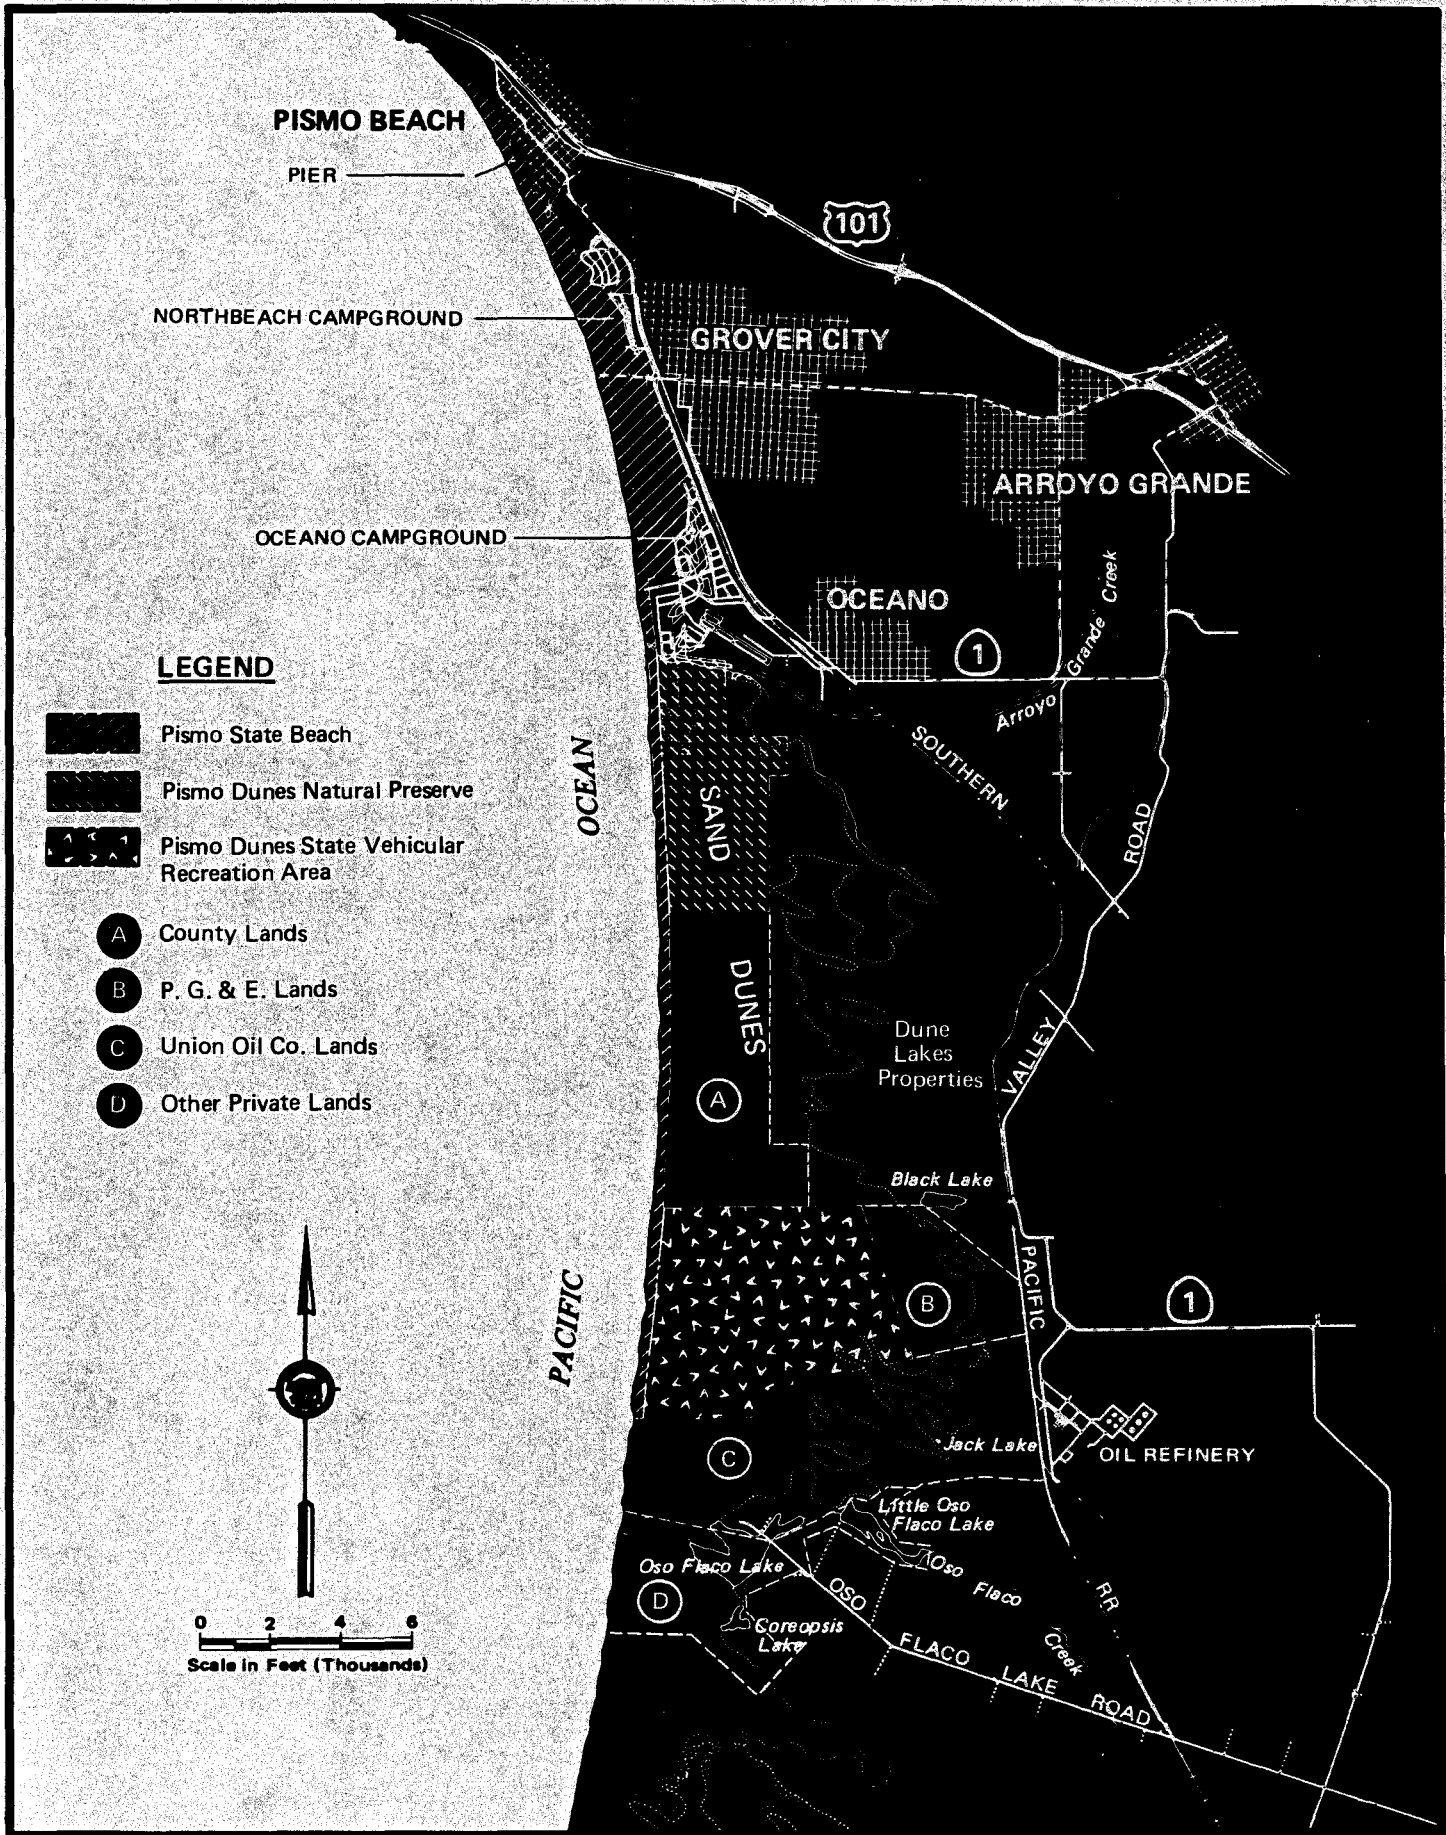 PISMO BEACH
PIER
101
NORTHBEACH CAMPGROUND
GROVER CITY
ARROYO GRANDE
OCEANO CAMPGROUND
OCEANO
1
Arroyo Grande Creek
LEGEND
Pismo State Beach
Pismo Dunes Natural Preserve
Pismo Dunes State Vehicular
Recreation Area
A County Lands
B P. G. & E. Lands
C Union Oil Co. Lands
D Other Private Lands
PACIFIC OCEAN
SAND
DUNES
SOUTHERN
PACIFIC
RR
VALLEY ROAD
Dune
Lakes
Properties
A
Black Lake
B
1
Jack Lake
OIL REFINERY
C
Little Oso
Flaco Lake
Oso Flaco Lake
Oso Flaco Creek
D
Coreopsis
Lake
OSO FLACO LAKE ROAD
0 2 4 6
Scale in Feet (Thousands)